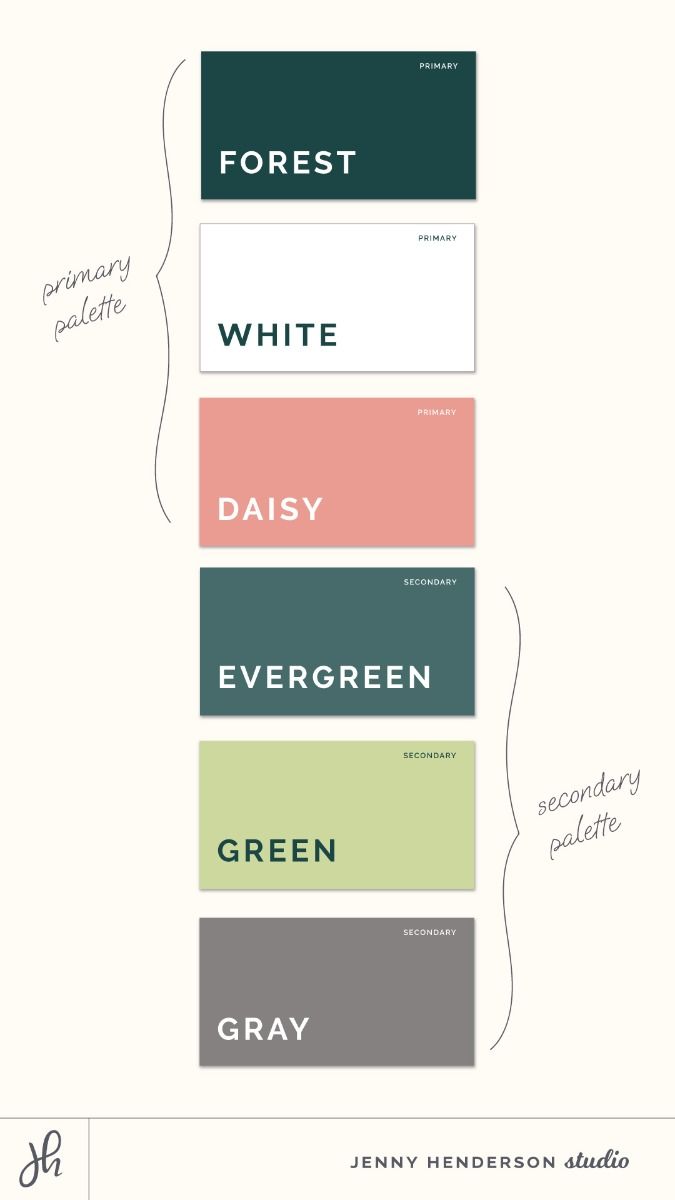 PRIMARY
FOREST
PRIMARY
WHITE
primary
palette
PRIMARY
DAISY
SECONDARY
EVERGREEN
SECONDARY
GREEN
secondary
palette
SECONDARY
GRAY
jh
JENNY HENDERSON studio